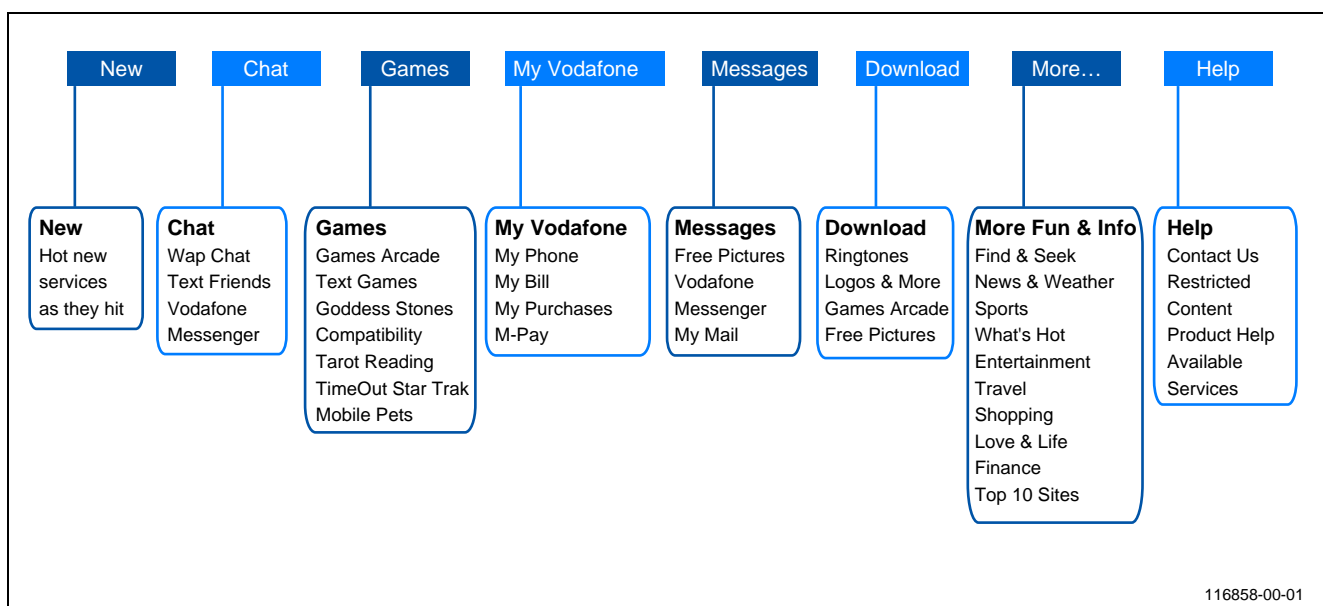 New
Chat
Games
My Vodafone
Messages
Download
More…
Help
New
Hot new
services
as they hit
Chat
Wap Chat
Text Friends
Vodafone
Messenger
Games
Games Arcade
Text Games
Goddess Stones
Compatibility
Tarot Reading
TimeOut Star Trak
Mobile Pets
My Vodafone
My Phone
My Bill
My Purchases
M-Pay
Messages
Free Pictures
Vodafone
Messenger
My Mail
Download
Ringtones
Logos & More
Games Arcade
Free Pictures
More Fun & Info
Find & Seek
News & Weather
Sports
What's Hot
Entertainment
Travel
Shopping
Love & Life
Finance
Top 10 Sites
Help
Contact Us
Restricted
Content
Product Help
Available
Services
116858-00-01